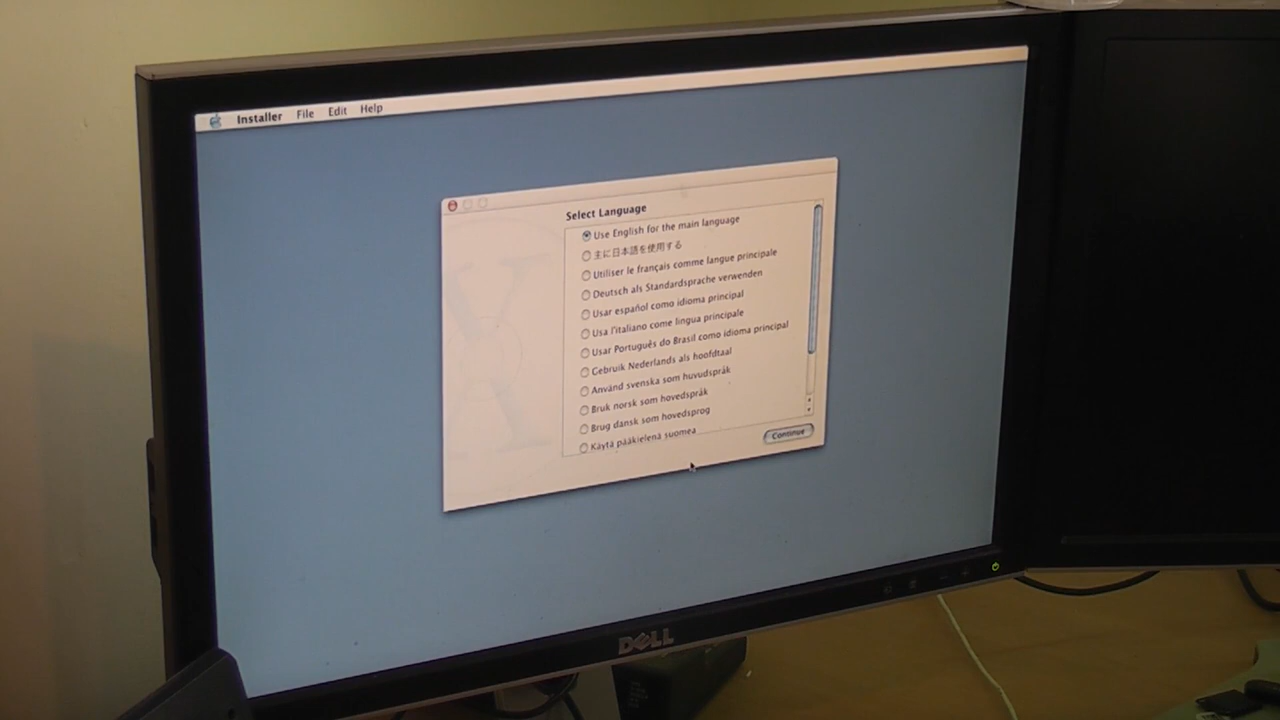 Installer File Edit Help
Select Language
Use English for the main language
主に日本語を使用する
Utiliser le français comme langue principale
Deutsch als Standardsprache verwenden
Usar español como idioma principal
Usa l'italiano come lingua principale
Usar Português do Brasil como idioma principal
Gebruik Nederlands als hoofdtaal
Använd svenska som huvudspråk
Bruk norsk som hovedspråk
Brug dansk som hovedsprog
Käytä pääkielenä suomea
Continue
DELL